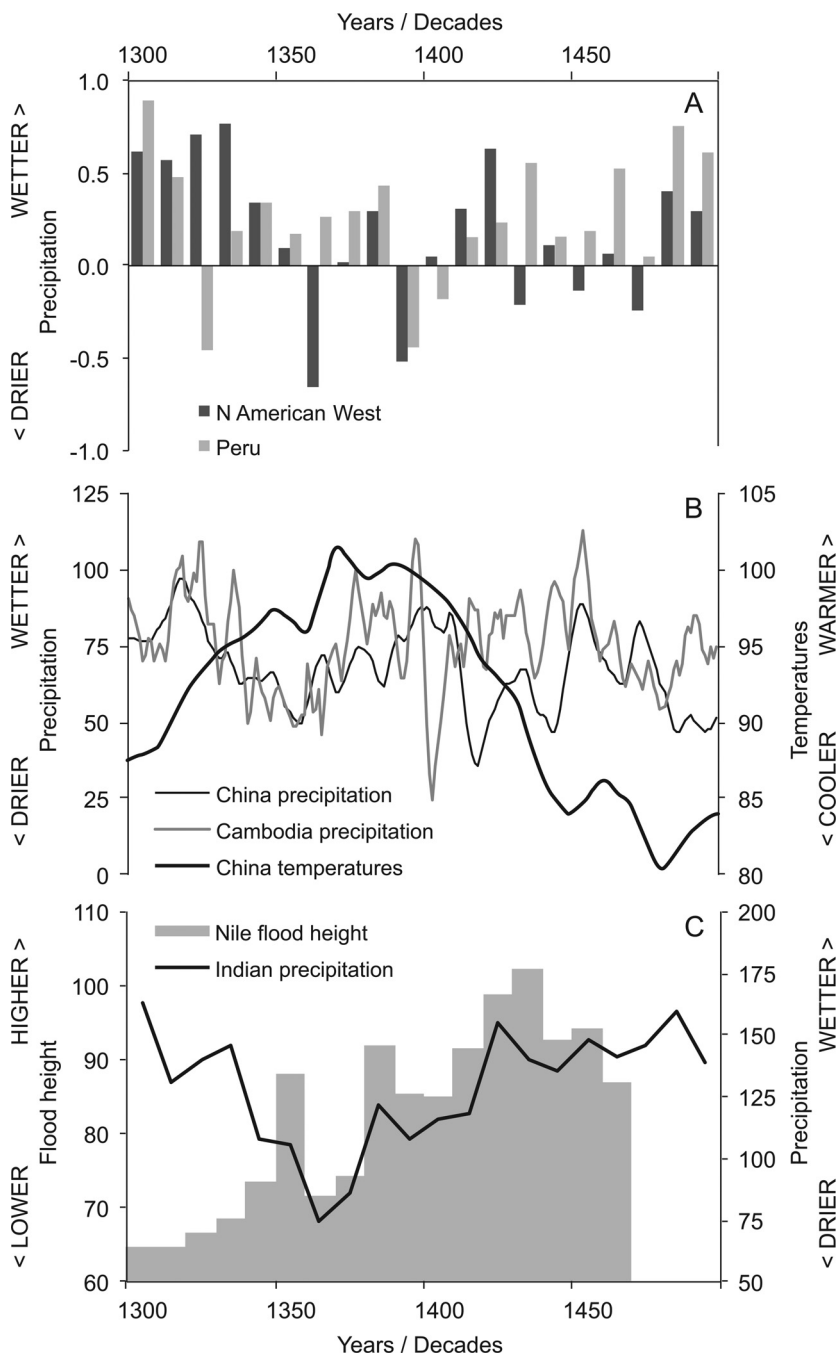 Years / Decades
1300 1350 1400 1450
A
1.0
0.5
0.0
-0.5
-1.0
WETTER >
Precipitation
< DRIER
N American West
Peru
B
125
100
75
50
25
0
WETTER >
Precipitation
< DRIER
105
100
95
90
85
80
WARMER >
Temperatures
< COOLER
China precipitation
Cambodia precipitation
China temperatures
C
110
100
90
80
70
60
HIGHER >
Flood height
< LOWER
200
175
150
125
100
75
50
WETTER >
Precipitation
< DRIER
Nile flood height
Indian precipitation
1300 1350 1400 1450
Years / Decades